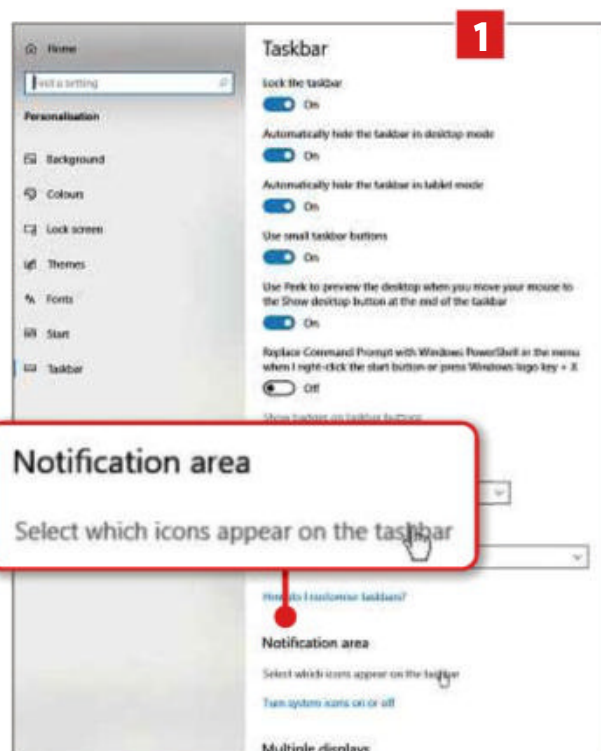 1
Home
Find a setting
Personalisation
Background
Colours
Lock screen
Themes
Fonts
Start
Taskbar
Taskbar
Lock the taskbar
On
Automatically hide the taskbar in desktop mode
On
Automatically hide the taskbar in tablet mode
On
Use small taskbar buttons
On
Use Peek to preview the desktop when you move your mouse to
the Show desktop button at the end of the taskbar
On
Replace Command Prompt with Windows PowerShell in the menu
when I right-click the start button or press Windows logo key + X
Off
Show badges on taskbar buttons
Notification area
Select which icons appear on the taskbar
How do I customise taskbars?
Notification area
Select which icons appear on the taskbar
Turn system icons on or off
Multiple displays